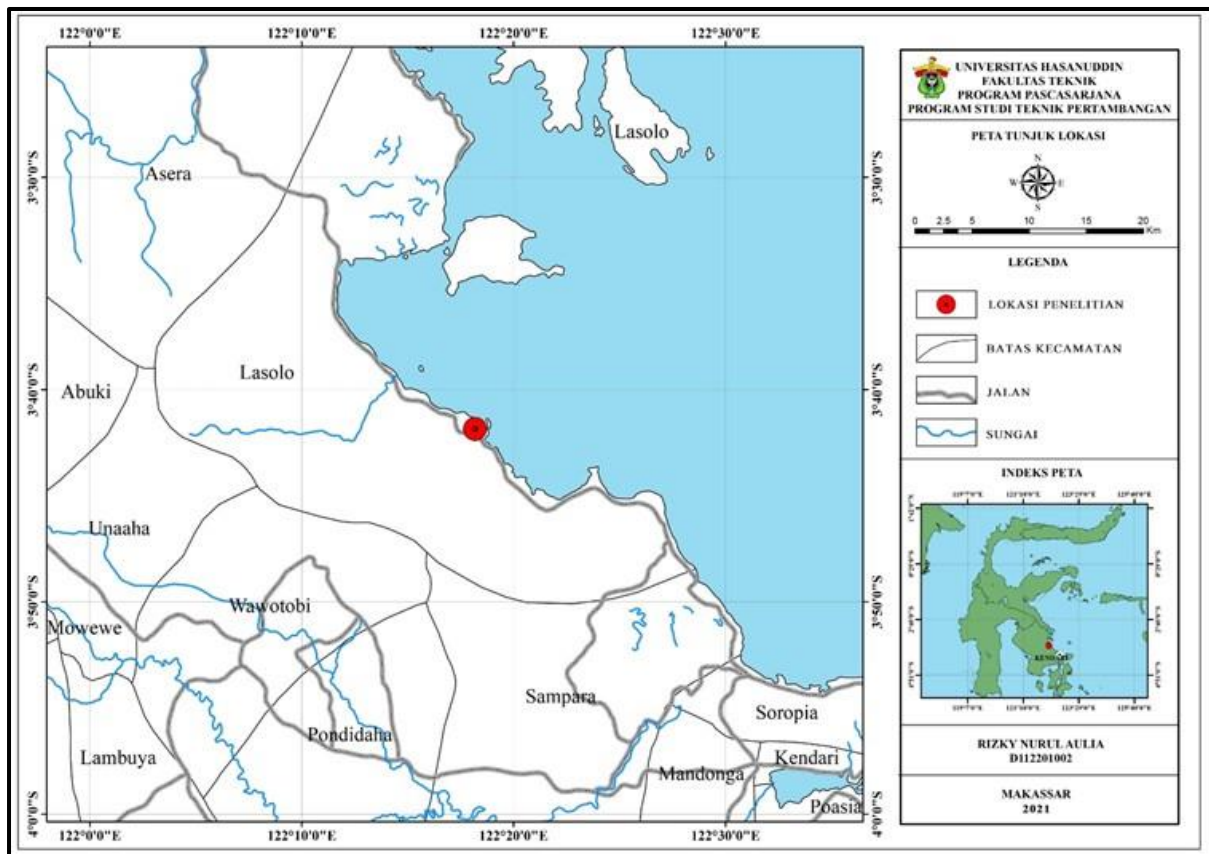 122°0'0"E 122°10'0"E 122°20'0"E 122°30'0"E
3°30'0"S 3°30'0"S
3°40'0"S 3°40'0"S
3°50'0"S 3°50'0"S
4°0'0"S 4°0'0"S
Lasolo
Asera
Lasolo
Abuki
Unaaha
Wawotobi
Mowewe
Sampara
Soropia
Pondidaha
Lambuya
Mandonga
Kendari
Poasia
122°0'0"E 122°10'0"E 122°20'0"E 122°30'0"E
UNIVERSITAS HASANUDDIN
FAKULTAS TEKNIK
PROGRAM PASCASARJANA
PROGRAM STUDI TEKNIK PERTAMBANGAN
PETA TUNJUK LOKASI
N
W E
S
0 2.5 5 10 15 20
Km
LEGENDA
LOKASI PENELITIAN
BATAS KECAMATAN
JALAN
SUNGAI
INDEKS PETA
RIZKY NURUL AULIA
D112201002
MAKASSAR
2021